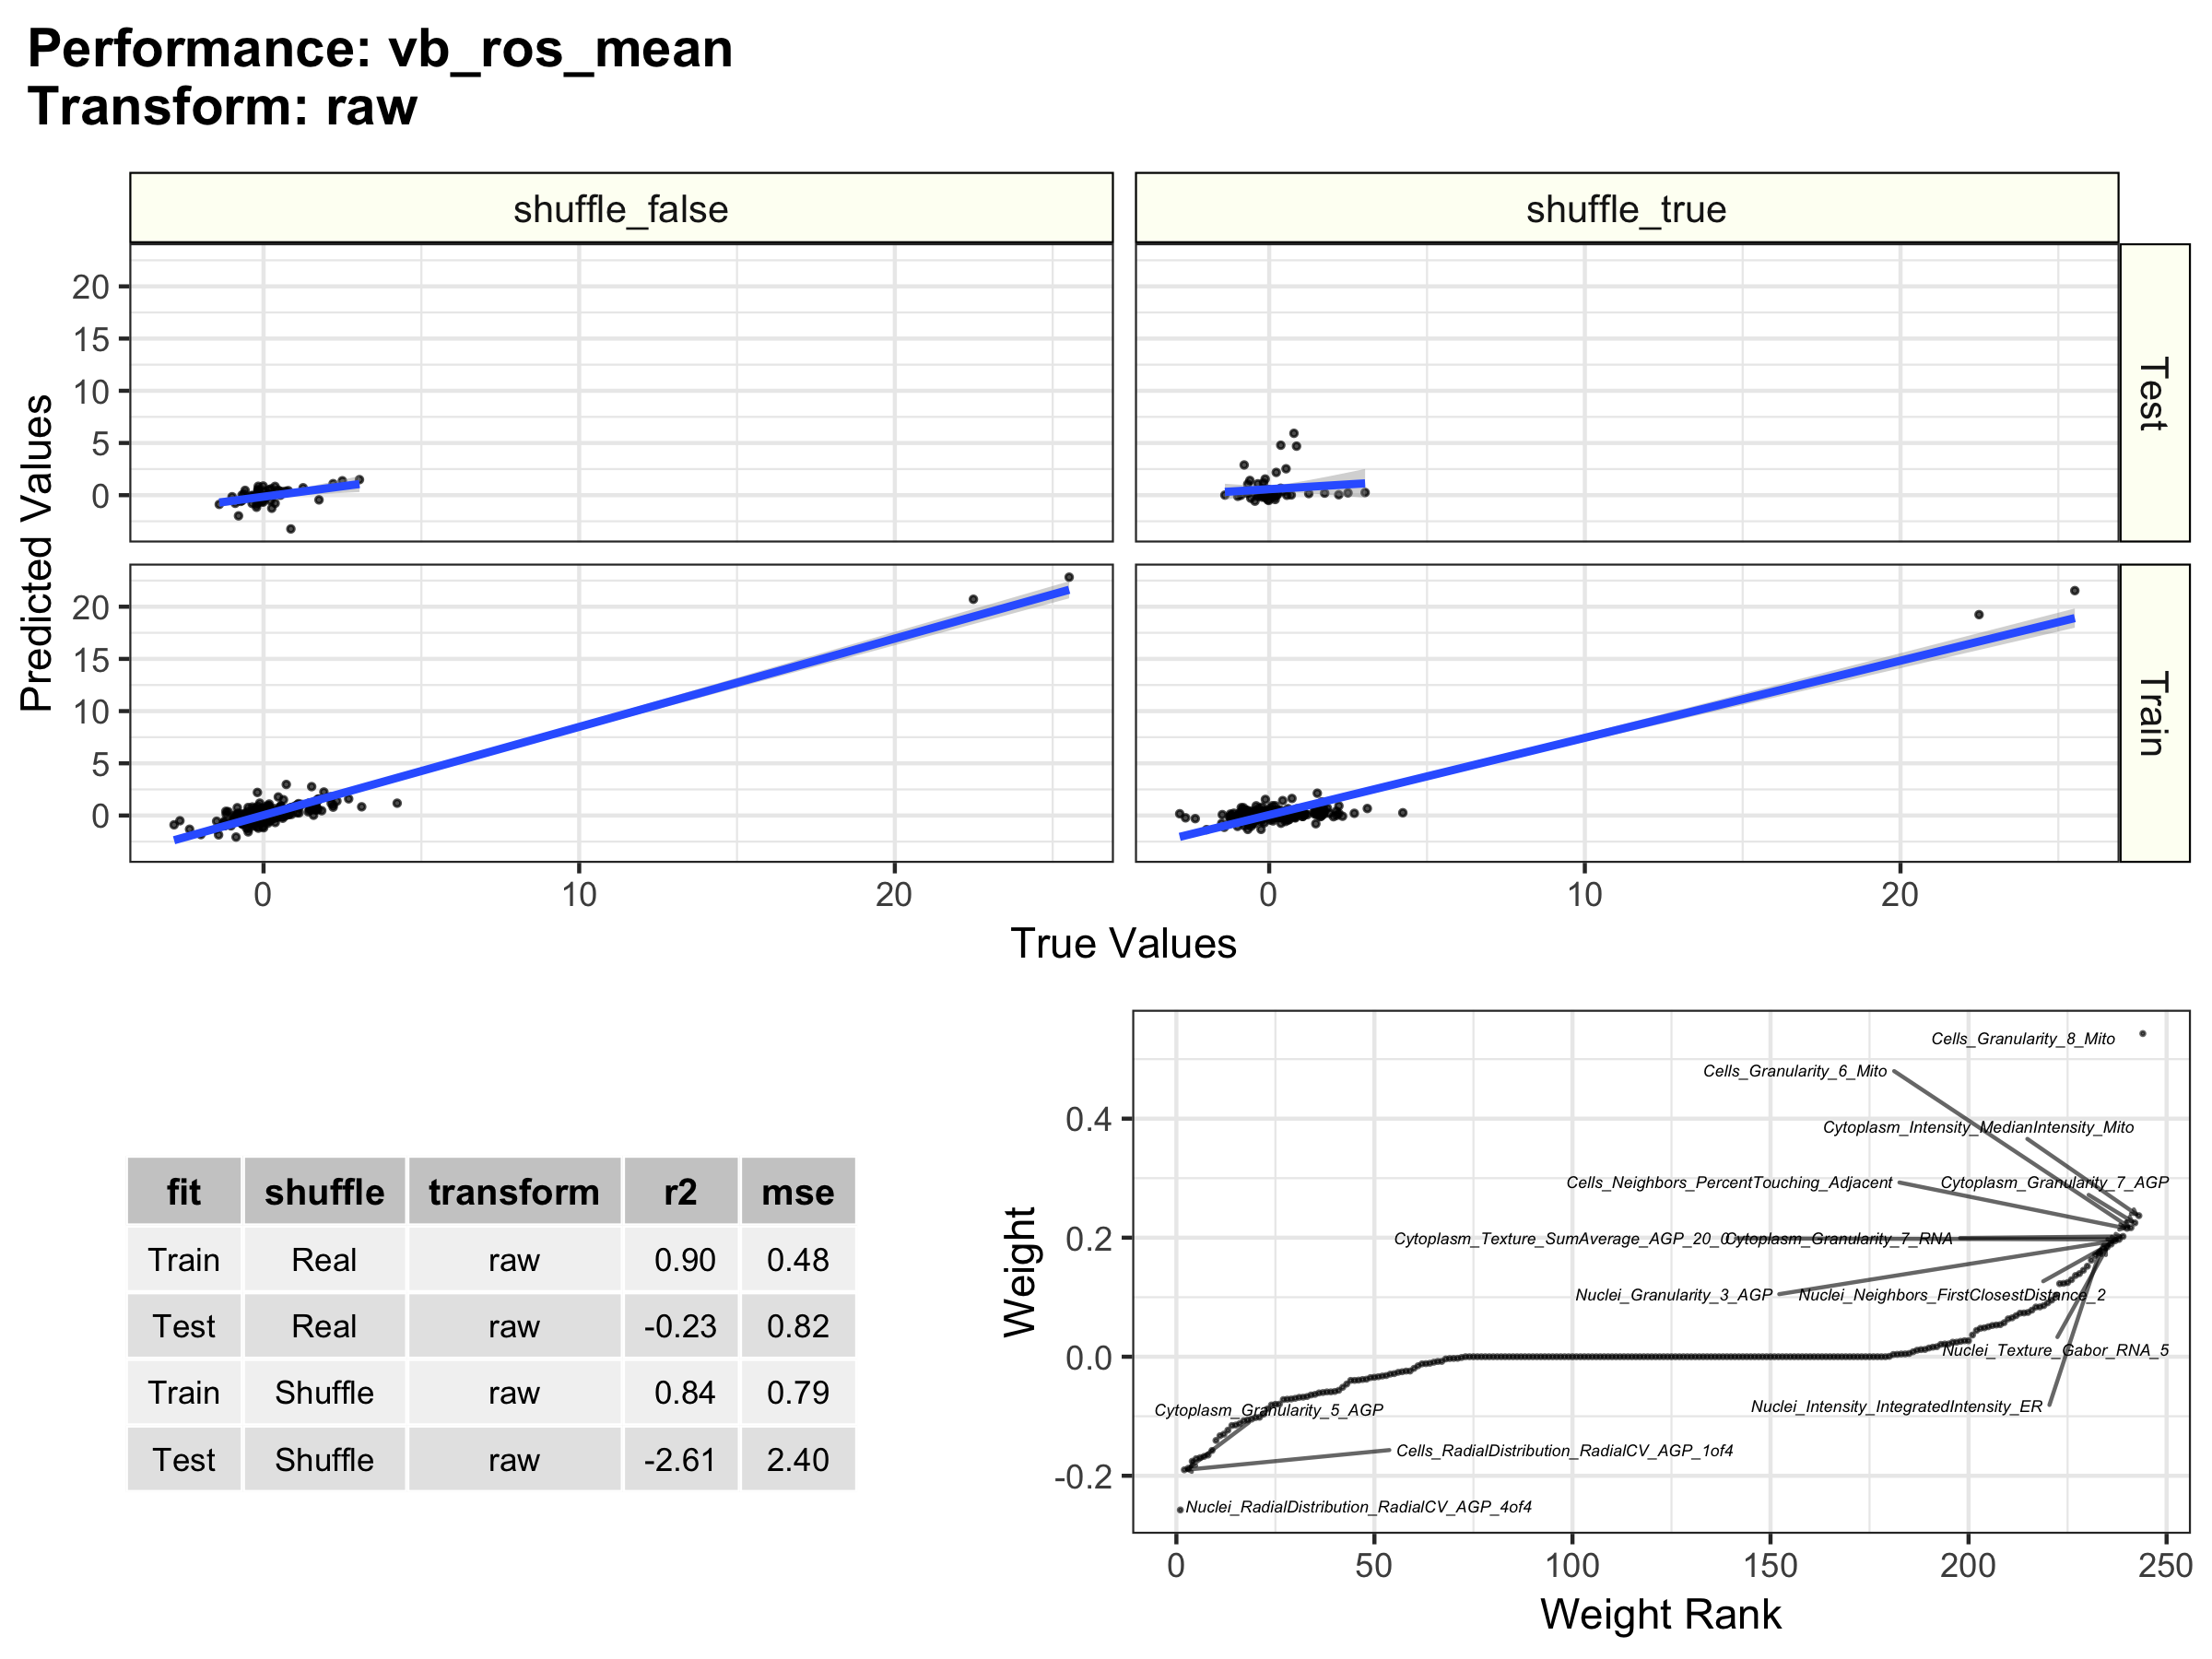 Performance: vb_ros_mean
Transform: raw
shuffle_false
shuffle_true
20
15
10
5
0
Test
Predicted Values
20
15
10
5
0
Train
0
10
20
0
10
20
True Values
fit shuffle transform r2 mse
Train Real raw 0.90 0.48
Test Real raw -0.23 0.82
Train Shuffle raw 0.84 0.79
Test Shuffle raw -2.61 2.40
Weight
0.4
0.2
0.0
-0.2
Cells_Granularity_8_Mito
Cells_Granularity_6_Mito
Cytoplasm_Intensity_MedianIntensity_Mito
Cells_Neighbors_PercentTouching_Adjacent
Cytoplasm_Granularity_7_AGP
Cytoplasm_Texture_SumAverage_AGP_20_0
Cytoplasm_Granularity_7_RNA
Nuclei_Granularity_3_AGP
Nuclei_Neighbors_FirstClosestDistance_2
Nuclei_Texture_Gabor_RNA_5
Nuclei_Intensity_IntegratedIntensity_ER
Cytoplasm_Granularity_5_AGP
Cells_RadialDistribution_RadialCV_AGP_1of4
Nuclei_RadialDistribution_RadialCV_AGP_4of4
0
50
100
150
200
250
Weight Rank